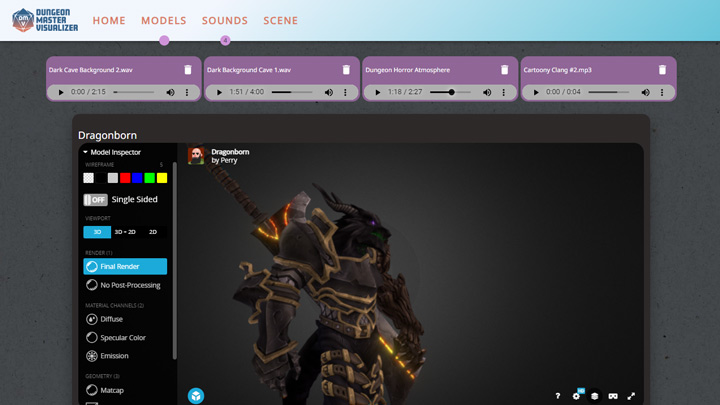 DUNGEON
MASTER
VISUALIZER
DM
HOME
MODELS
SOUNDS
SCENE
4
Dark Cave Background 2.wav
Dark Background Cave 1.wav
Dungeon Horror Atmosphere
Cartoony Clang #2.mp3
0:00 / 2:15
1:51 / 4:00
1:18 / 2:27
0:00 / 0:04
Dragonborn
Model Inspector
Dragonborn
by Perry
WIREFRAME
S
OFF
Single Sided
VIEWPORT
3D
3D + 2D
2D
RENDER (1)
Final Render
No Post-Processing
MATERIAL CHANNELS (2)
Diffuse
Specular Color
Emission
GEOMETRY (3)
Matcap
?
HD